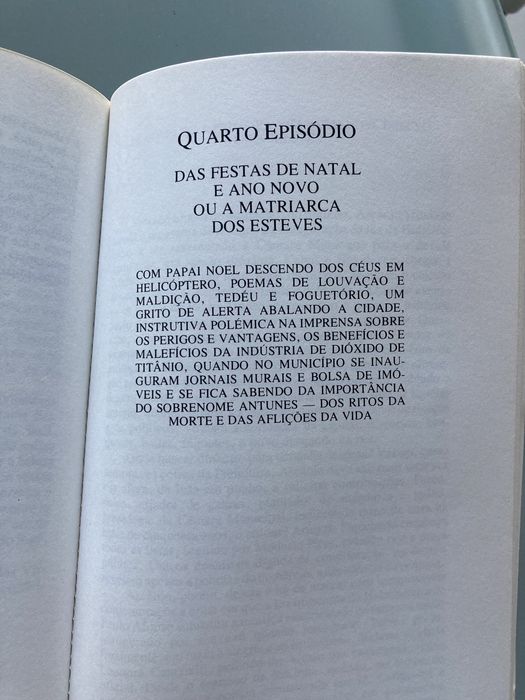 QUARTO EPISÓDIO
DAS FESTAS DE NATAL
E ANO NOVO
OU A MATRIARCA
DOS ESTEVES
COM PAPAI NOEL DESCENDO DOS CÉUS EM
HELICÓPTERO, POEMAS DE LOUVAÇÃO E
MALDIÇÃO, TEDÉU E FOGUETÓRIO, UM
GRITO DE ALERTA ABALANDO A CIDADE,
INSTRUTIVA POLÊMICA NA IMPRENSA SOBRE
OS PERIGOS E VANTAGENS, OS BENEFÍCIOS E
MALEFÍCIOS DA INDÚSTRIA DE DIÓXIDO DE
TITÂNIO, QUANDO NO MUNICÍPIO SE INAU-
GURAM JORNAIS MURAIS E BOLSA DE IMÓ-
VEIS E SE FICA SABENDO DA IMPORTÂNCIA
DO SOBRENOME ANTUNES — DOS RITOS DA
MORTE E DAS AFLIÇÕES DA VIDA